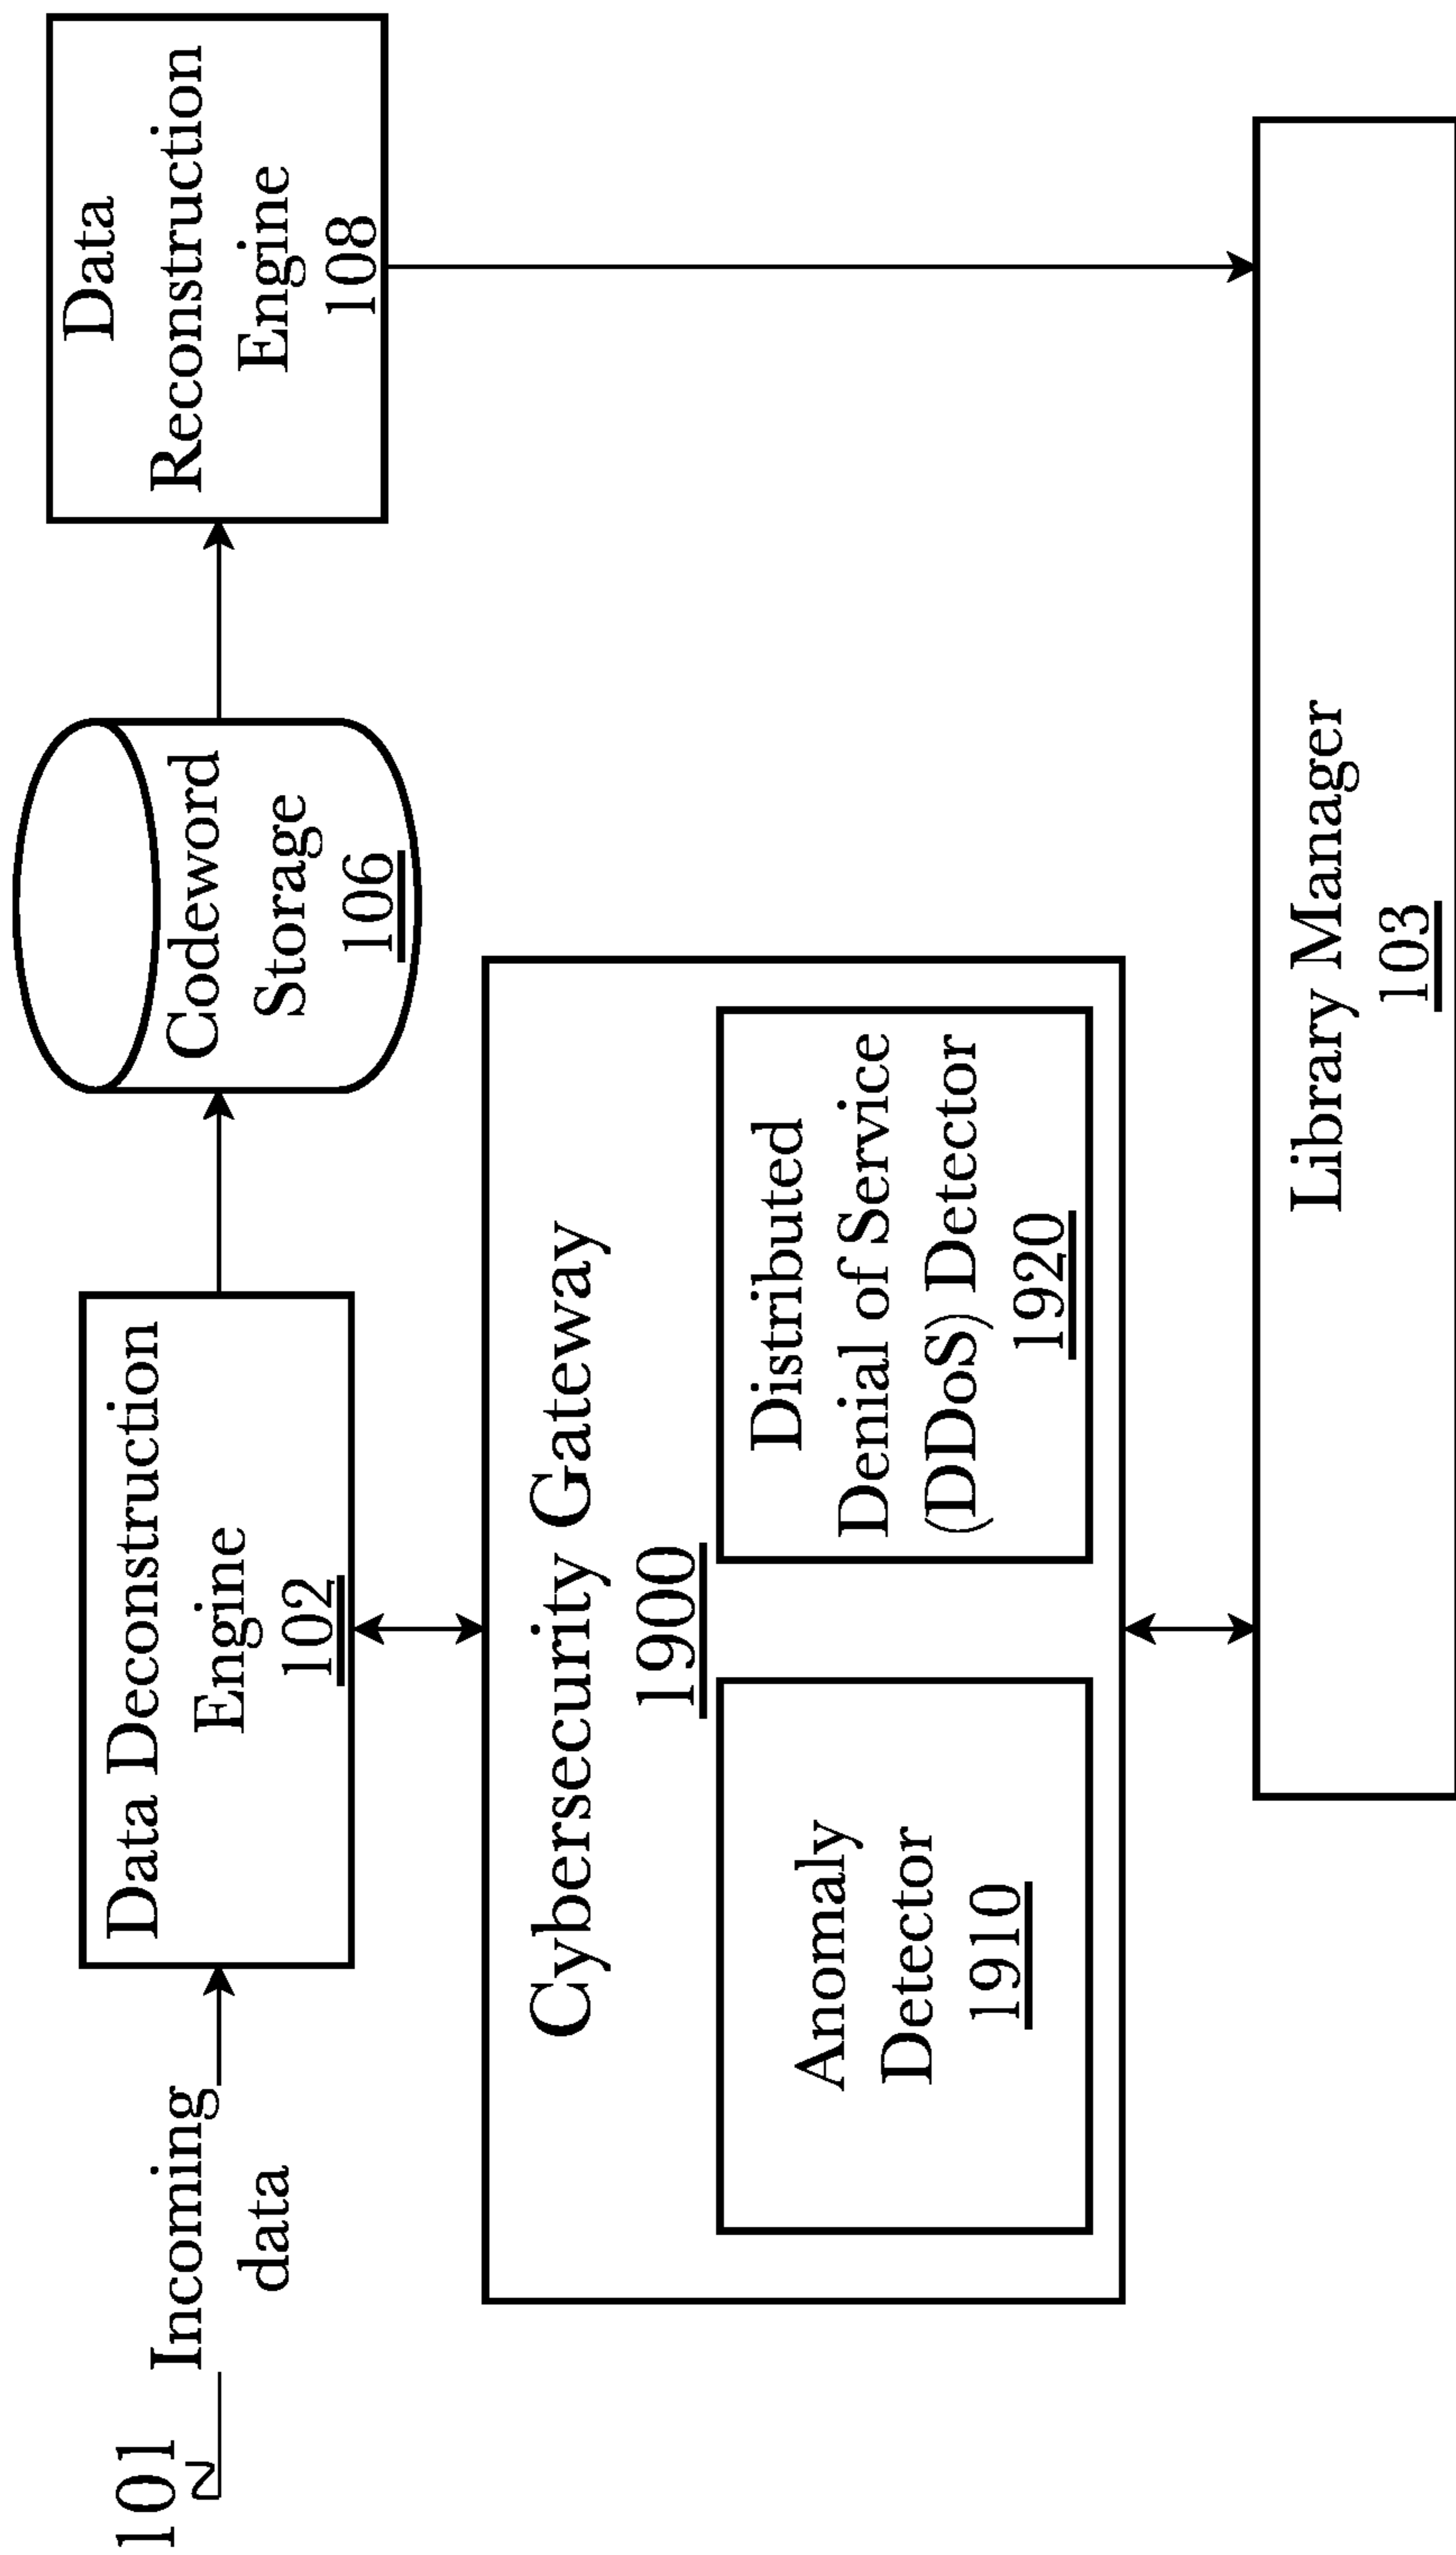 101
Incoming
data
Data Deconstruction
Engine
102
Codeword
Storage
106
Data
Reconstruction
Engine
108
Cybersecurity Gateway
1900
Anomaly
Detector
1910
Distributed
Denial of Service
(DDoS) Detector
1920
Library Manager
103